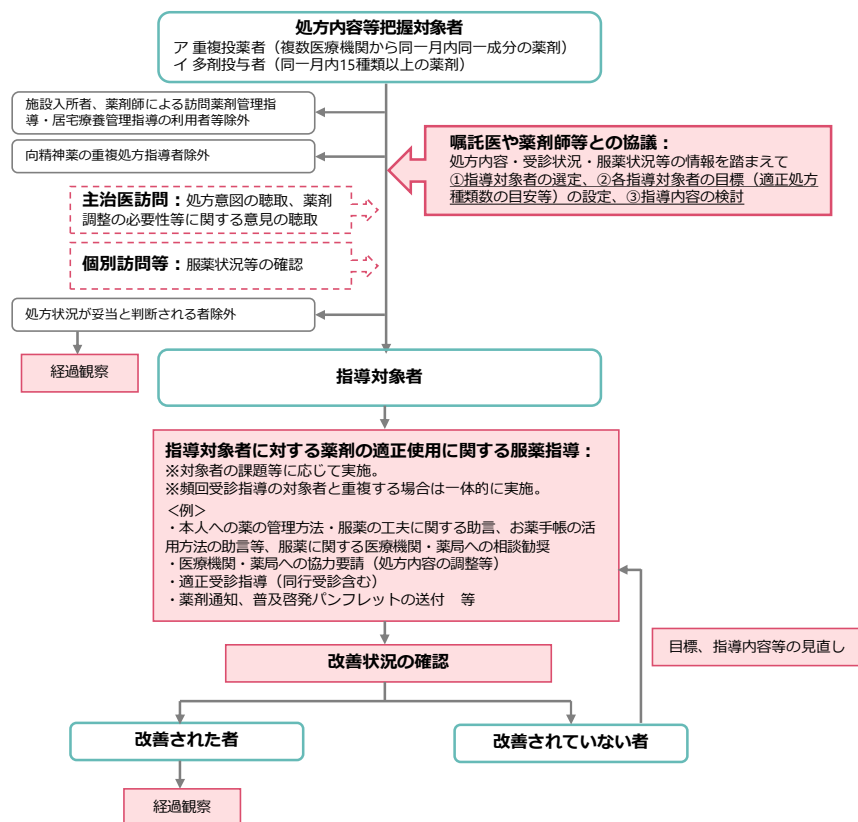 処方内容等把握対象者
ア 重複投薬者（複数医療機関から同一月内同一成分の薬剤）
イ 多剤投与者（同一月内15種類以上の薬剤）
施設入所者、薬剤師による訪問薬剤管理指
導・居宅療養管理指導の利用者等除外
向精神薬の重複処方指導者除外
嘱託医や薬剤師等との協議：
処方内容・受診状況・服薬状況等の情報を踏まえて
①指導対象者の選定、②各指導対象者の目標（適正処方
種類数の目安等）の設定、③指導内容の検討
主治医訪問：処方意図の聴取、薬剤
調整の必要性等に関する意見の聴取
個別訪問等：服薬状況等の確認
処方状況が妥当と判断される者除外
経過観察
指導対象者
指導対象者に対する薬剤の適正使用に関する服薬指導：
※対象者の課題等に応じて実施。
※頻回受診指導の対象者と重複する場合は一体的に実施。
＜例＞
・本人への薬の管理方法・服薬の工夫に関する助言、お薬手帳の活
用方法の助言等、服薬に関する医療機関・薬局への相談勧奨
・医療機関・薬局への協力要請（処方内容の調整等）
・適正受診指導（同行受診含む）
・薬剤通知、普及啓発パンフレットの送付　等
目標、指導内容等の見直し
改善状況の確認
改善された者
改善されていない者
経過観察